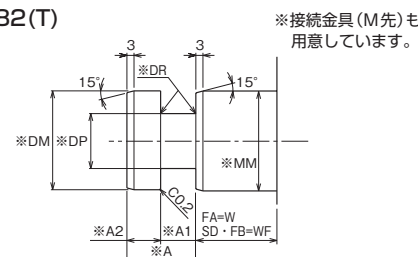 B2(T)
※接続金具(M先)も
用意しています。
3
3
※DR
15°
15°
※DM
※DP
※MM
C0.2
※A2
※A1
FA=W
SD・FB=WF
※A